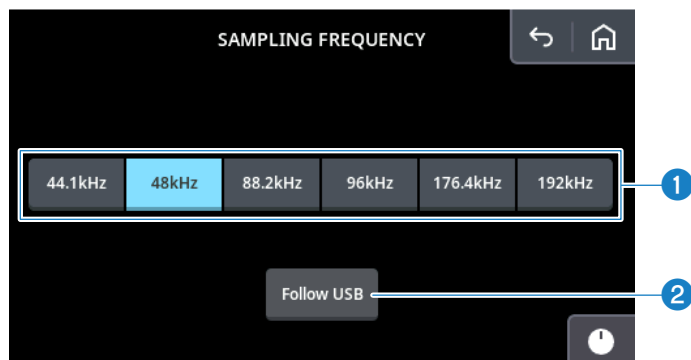 SAMPLING FREQUENCY
44.1kHz 48kHz 88.2kHz 96kHz 176.4kHz 192kHz 1
Follow USB 2